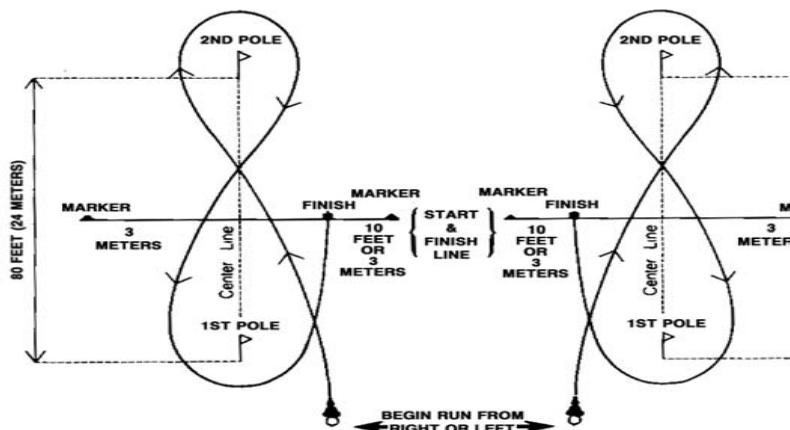 2ND POLE
2ND POLE
80 FEET (24 METERS)
MARKER
3
METERS
FINISH
MARKER
10
FEET
OR
3
METERS
START
&
FINISH
LINE
MARKER
FINISH
10
FEET
OR
3
METERS
3
METER
Center Line
Center Line
1ST POLE
1ST POLE
BEGIN RUN FROM
RIGHT OR LEFT